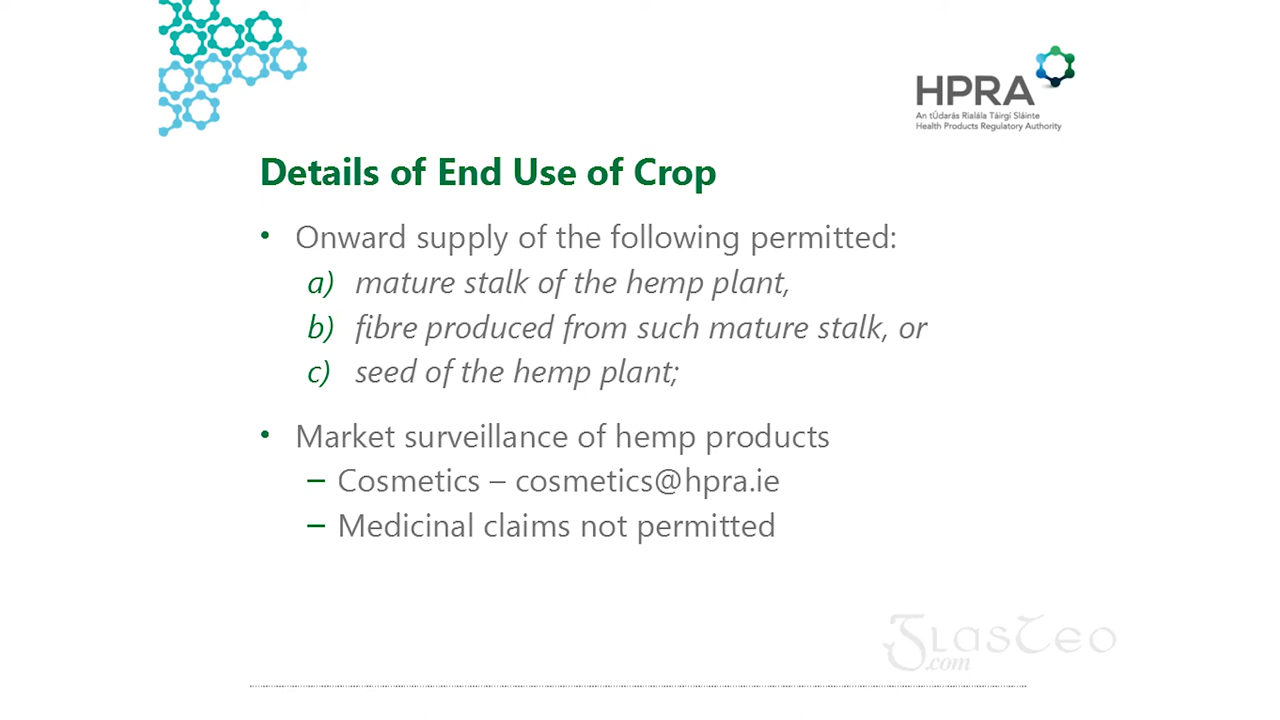 HPRA
An tÚdarás Rialála Táirgí Sláinte
Health Products Regulatory Authority
Details of End Use of Crop
• Onward supply of the following permitted:
a) mature stalk of the hemp plant,
b) fibre produced from such mature stalk, or
c) seed of the hemp plant;
• Market surveillance of hemp products
– Cosmetics – cosmetics@hpra.ie
– Medicinal claims not permitted
Glasteo
.com